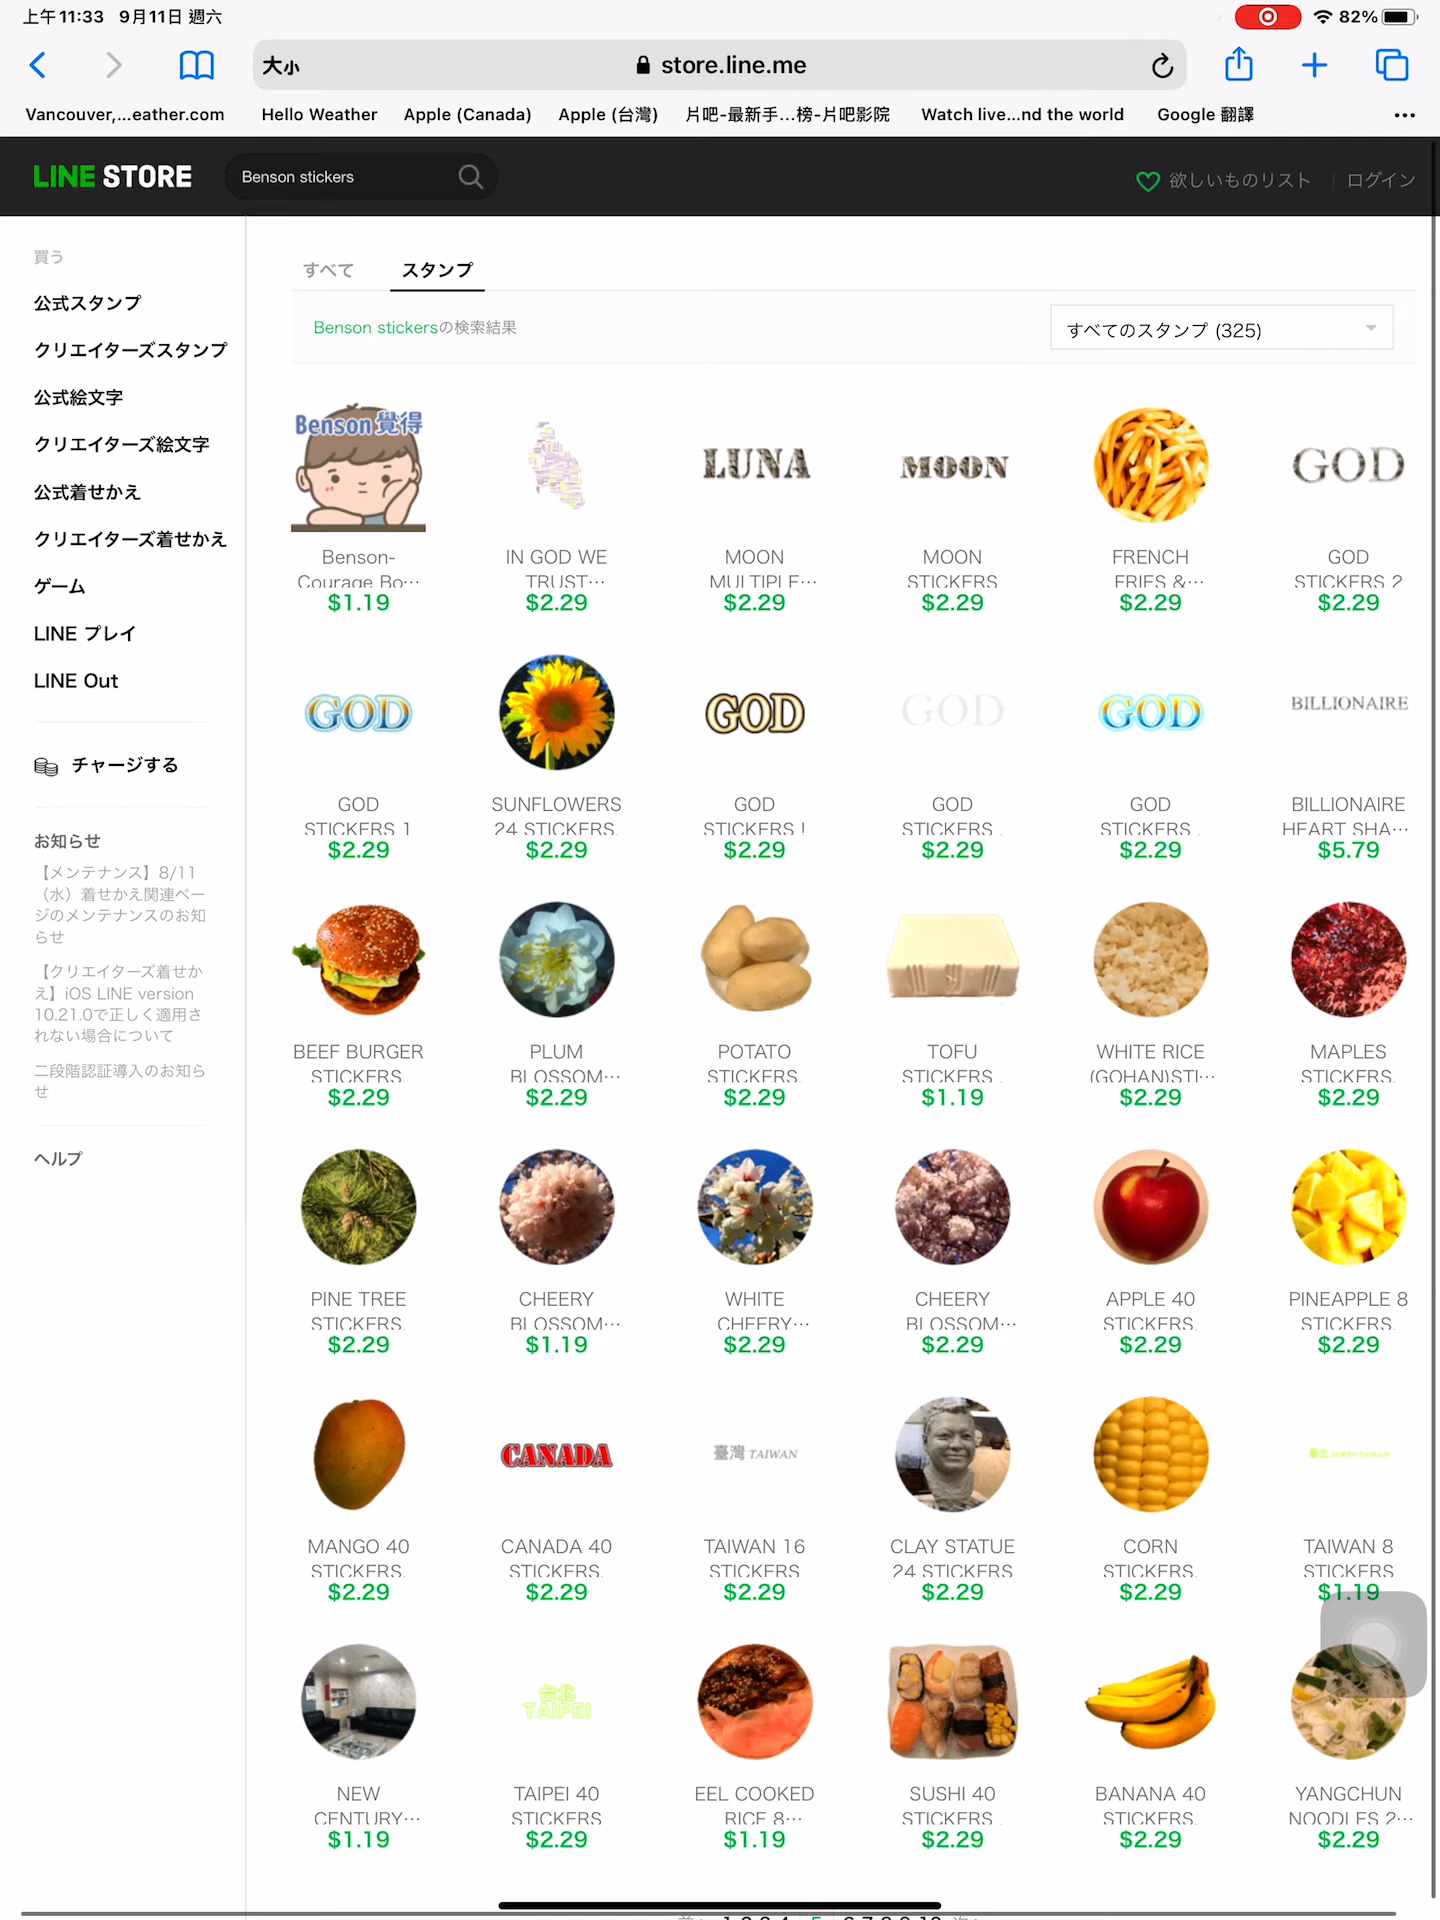 上午11:33 9月11日 週六
82%
大小
store.line.me
Vancouver,...eather.com Hello Weather Apple (Canada) Apple (台灣) 片吧-最新手...榜-片吧影院 Watch live...nd the world Google 翻譯
LINE STORE
Benson stickers
欲しいものリスト
ログイン
買う
公式スタンプ
クリエイターズスタンプ
公式絵文字
クリエイターズ絵文字
公式着せかえ
クリエイターズ着せかえ
ゲーム
LINE プレイ
LINE Out
チャージする
お知らせ
【メンテナンス】8/11
（水）着せかえ関連ペー
ジのメンテナンスのお知
らせ
【クリエイターズ着せか
え】iOS LINE version
10.21.0で正しく適用さ
れない場合について
二段階認証導入のお知ら
せ
ヘルプ
すべて スタンプ
Benson stickersの検索結果
すべてのスタンプ (325)
Benson 覺得
LUNA
MOON
GOD
Benson-
Courage Bo…
$1.19
IN GOD WE
TRUST…
$2.29
MOON
MULTIPLE…
$2.29
MOON
STICKERS
$2.29
FRENCH
FRIES &…
$2.29
GOD
STICKERS 2
$2.29
GOD
GOD
GOD
GOD
BILLIONAIRE
GOD
STICKERS 1
$2.29
SUNFLOWERS
24 STICKERS.
$2.29
GOD
STICKERS !
$2.29
GOD
STICKERS .
$2.29
GOD
STICKERS .
$2.29
BILLIONAIRE
HEART SHA…
$5.79
BEEF BURGER
STICKERS.
$2.29
PLUM
BLOSSOM…
$2.29
POTATO
STICKERS.
$2.29
TOFU
STICKERS .
$1.19
WHITE RICE
(GOHAN)STI…
$2.29
MAPLES
STICKERS.
$2.29
PINE TREE
STICKERS.
$2.29
CHEERY
BLOSSOM…
$1.19
WHITE
CHEERY…
$2.29
CHEERY
BLOSSOM…
$2.29
APPLE 40
STICKERS.
$2.29
PINEAPPLE 8
STICKERS.
$2.29
CANADA
臺灣 TAIWAN
MANGO 40
STICKERS.
$2.29
CANADA 40
STICKERS.
$2.29
TAIWAN 16
STICKERS
$2.29
CLAY STATUE
24 STICKERS
$2.29
CORN
STICKERS.
$2.29
TAIWAN 8
STICKERS
$1.19
台北
TAIPEI
NEW
CENTURY…
$1.19
TAIPEI 40
STICKERS
$2.29
EEL COOKED
RICE 8…
$1.19
SUSHI 40
STICKERS .
$2.29
BANANA 40
STICKERS.
$2.29
YANGCHUN
NOODLES 2…
$2.29